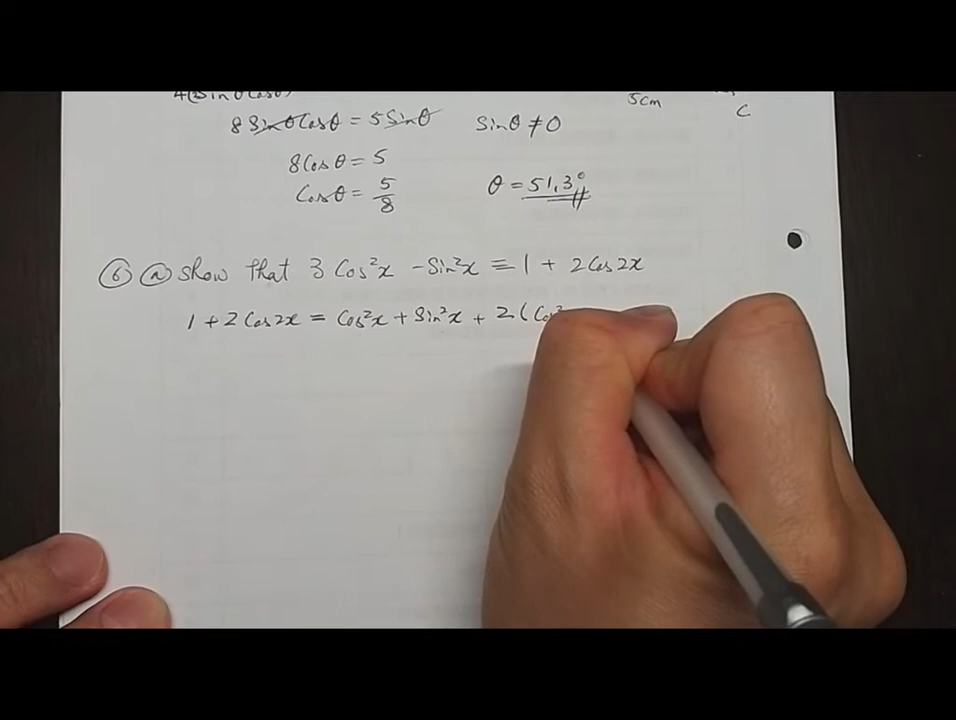 8 Sinθ Cosθ = 5 Sinθ Sinθ ≠ 0
5cm
C
8 Cosθ = 5
Cosθ = 5/8 θ = 51.3°
⑥ ⓐ show that 3 Cos²x - Sin²x ≡ 1 + 2 Cos 2x
1 + 2 Cos 2x = Cos²x + Sin²x + 2 ( Cos²